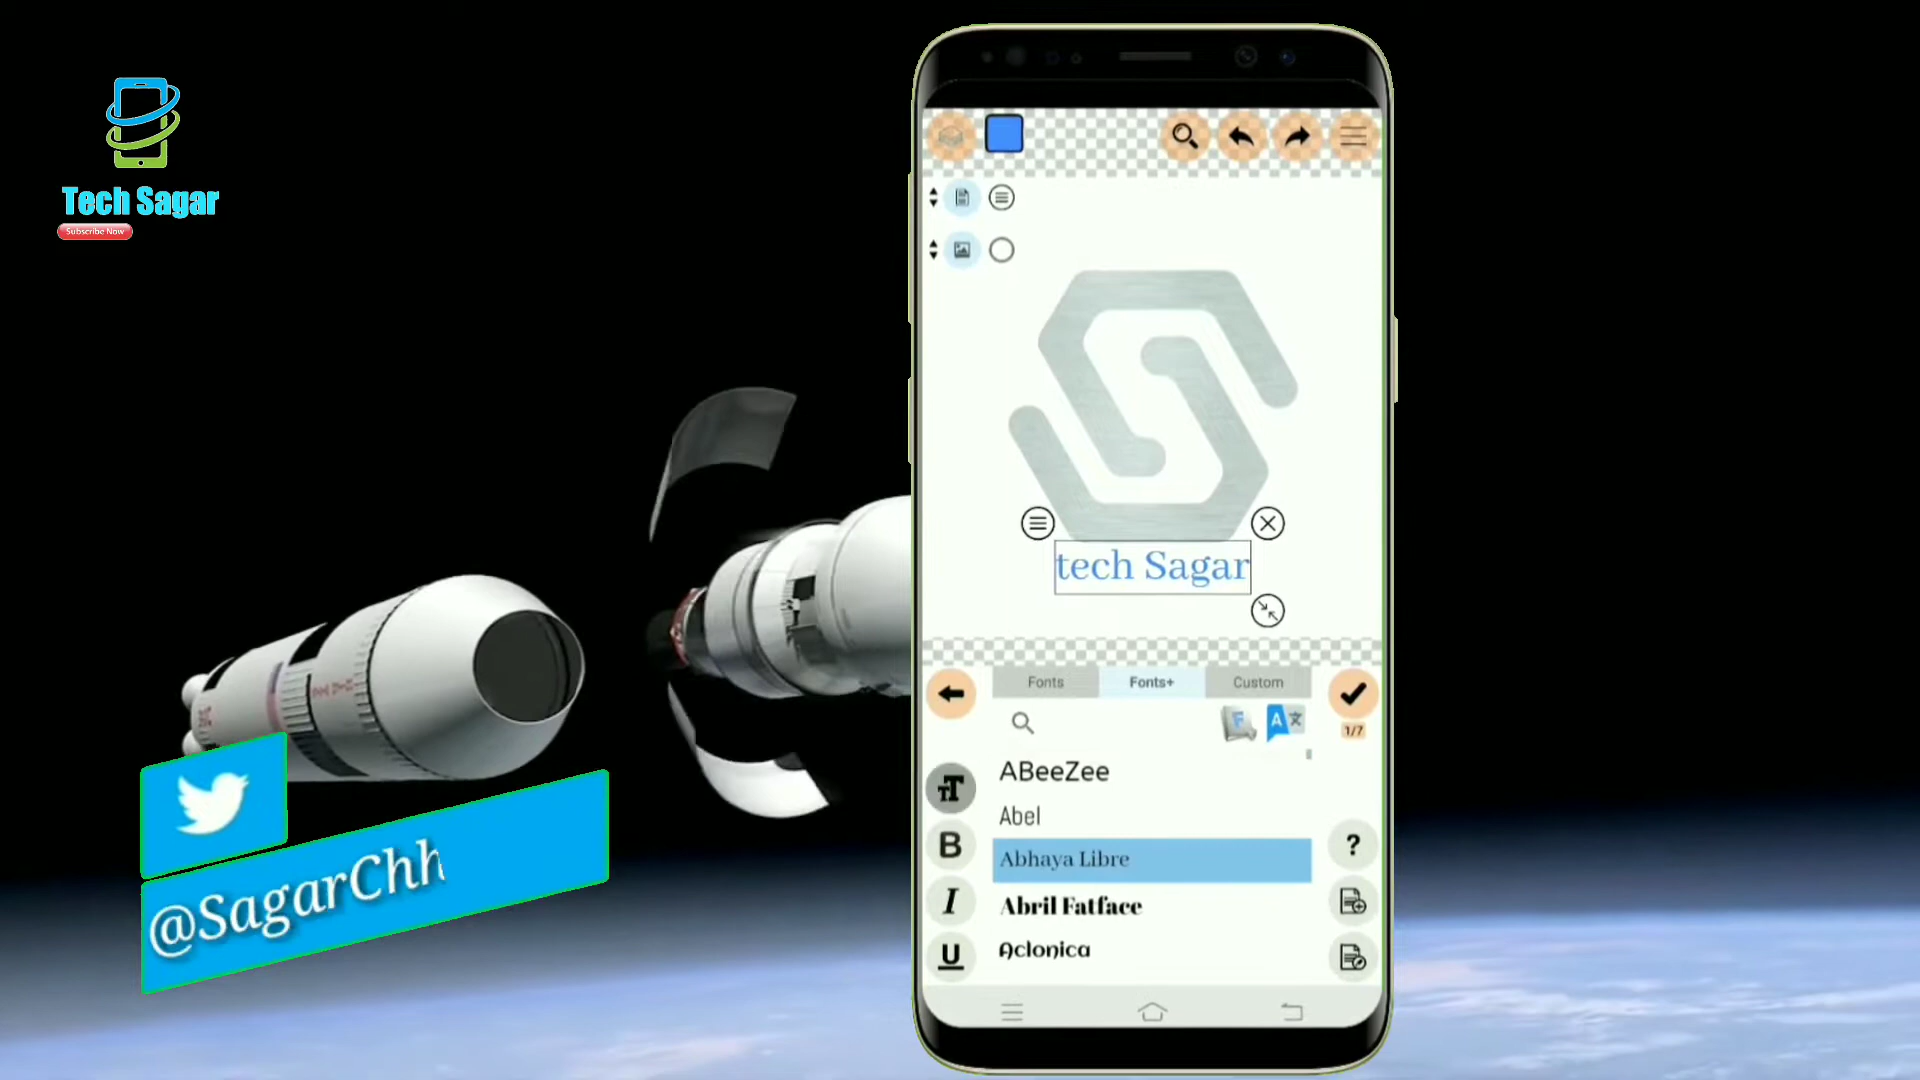 Tech Sagar
Subscribe Now
@SagarChh
tech Sagar
Fonts
Fonts+
Custom
1/7
ABeeZee
Abel
Abhaya Libre
Abril Fatface
Aclonica
B
I
U
?